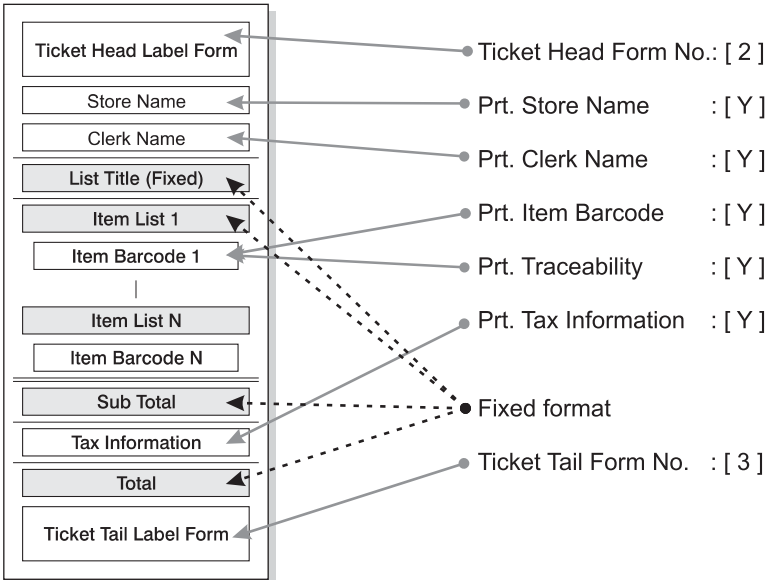 Ticket Head Label Form
Store Name
Clerk Name
List Title (Fixed)
Item List 1
Item Barcode 1
Item List N
Item Barcode N
Sub Total
Tax Information
Total
Ticket Tail Label Form
Ticket Head Form No.: [ 2 ]
Prt. Store Name : [ Y ]
Prt. Clerk Name : [ Y ]
Prt. Item Barcode : [ Y ]
Prt. Traceability : [ Y ]
Prt. Tax Information : [ Y ]
Fixed format
Ticket Tail Form No. : [ 3 ]